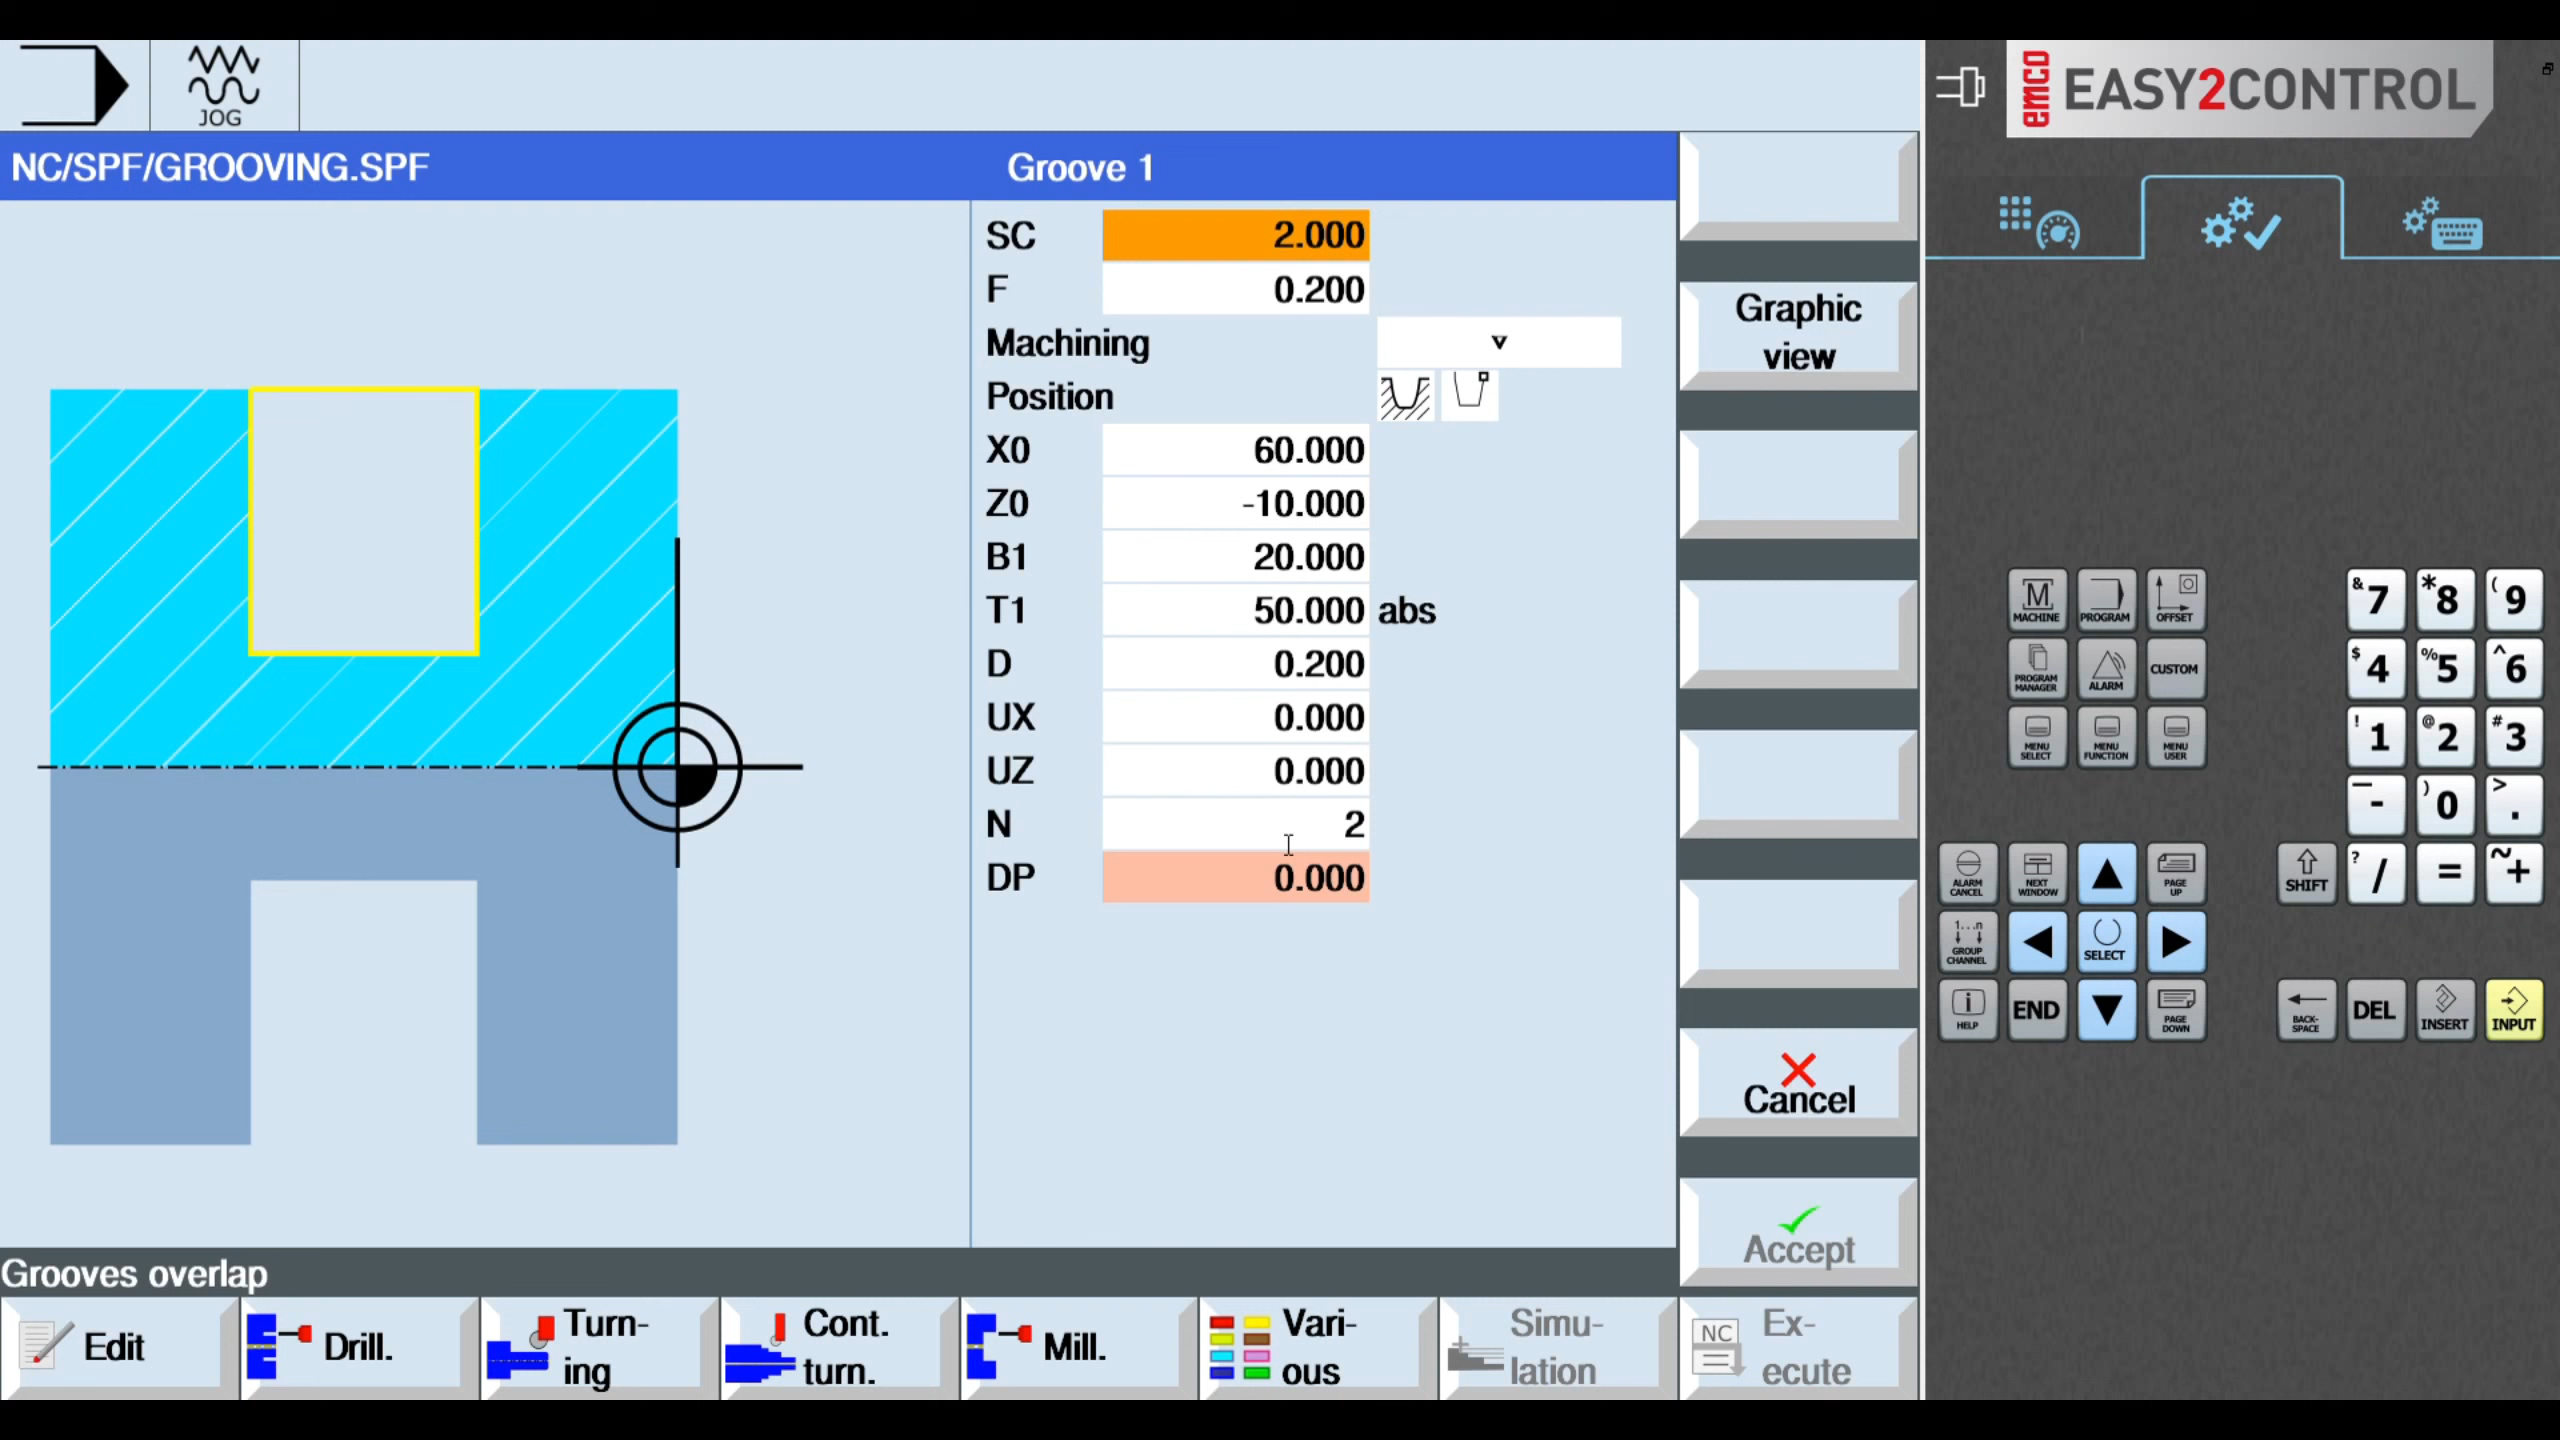 JOG
emco EASY2CONTROL
NC/SPF/GROOVING.SPF
Groove 1
SC 2.000
F 0.200
Machining
Position
X0 60.000
Z0 -10.000
B1 20.000
T1 50.000 abs
D 0.200
UX 0.000
UZ 0.000
N 2
DP 0.000
Graphic
view
Cancel
Accept
Grooves overlap
Edit
Drill.
Turn-
ing
Cont.
turn.
Mill.
Vari-
ous
Simu-
lation
NC
Ex-
ecute
M
MACHINE
PROGRAM
OFFSET
PROGRAM
MANAGER
ALARM
CUSTOM
MENU
SELECT
MENU
FUNCTION
MENU
USER
ALARM
CANCEL
NEXT
WINDOW
PAGE
UP
1...n
GROUP
CHANNEL
SELECT
HELP
END
PAGE
DOWN
& 7
* 8
( 9
$ 4
% 5
^ 6
! 1
@ 2
# 3
_ -
) 0
> .
SHIFT
? /
=
~ +
BACK-
SPACE
DEL
INSERT
INPUT